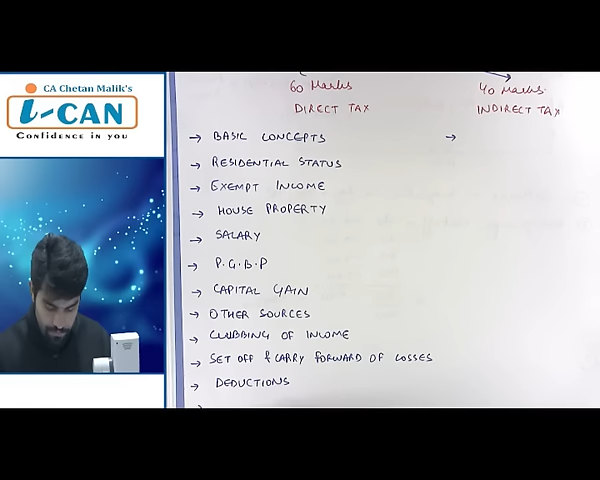 CA Chetan Malik's
i-CAN
Confidence in you
60 Marks
40 Marks
DIRECT TAX
INDIRECT TAX
→ BASIC CONCEPTS
→
→ RESIDENTIAL STATUS
→ EXEMPT INCOME
→ HOUSE PROPERTY
→ SALARY
→ P.G.B.P
→ CAPITAL GAIN
→ OTHER SOURCES
→ CLUBBING OF INCOME
→ SET OFF & CARRY FORWARD OF LOSSES
→ DEDUCTIONS